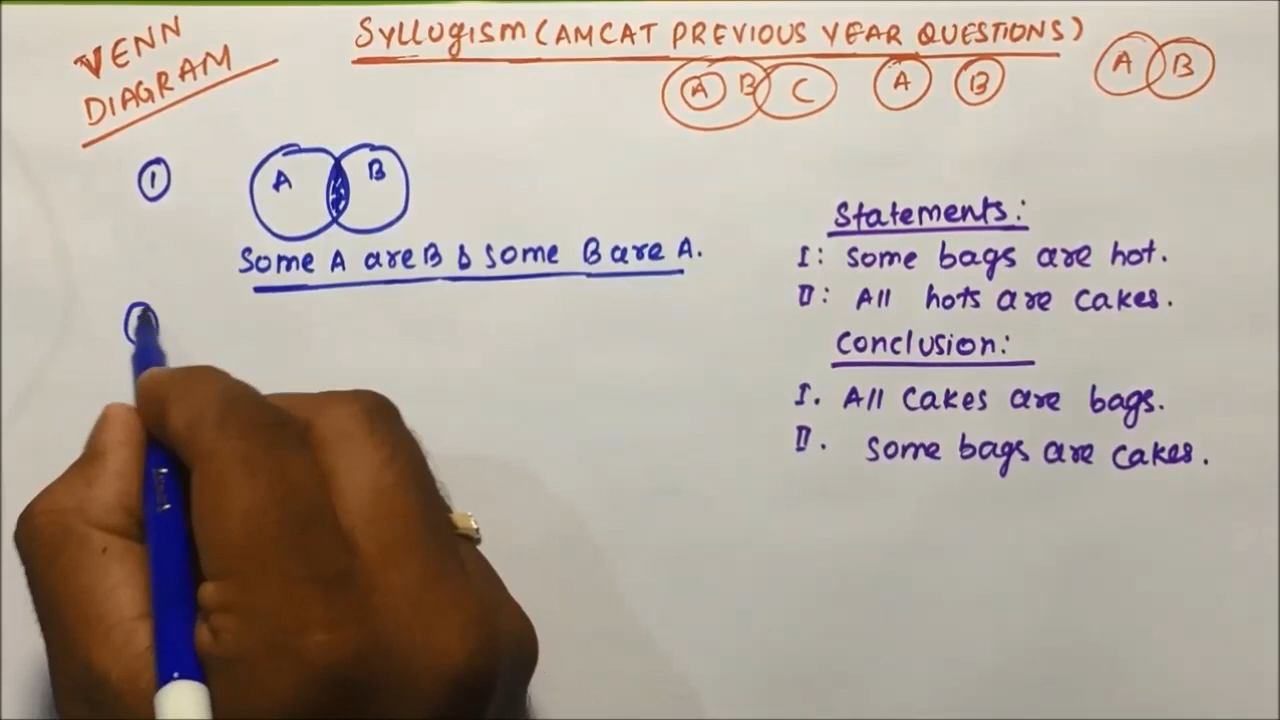 VENN DIAGRAM
Syllogism (AMCAT PREVIOUS YEAR QUESTIONS)
A B C A B A B
1
A B
Some A are B & some B are A.
Statements:
I: Some bags are hot.
II: All hots are cakes.
Conclusion:
I. All cakes are bags.
II. Some bags are cakes.